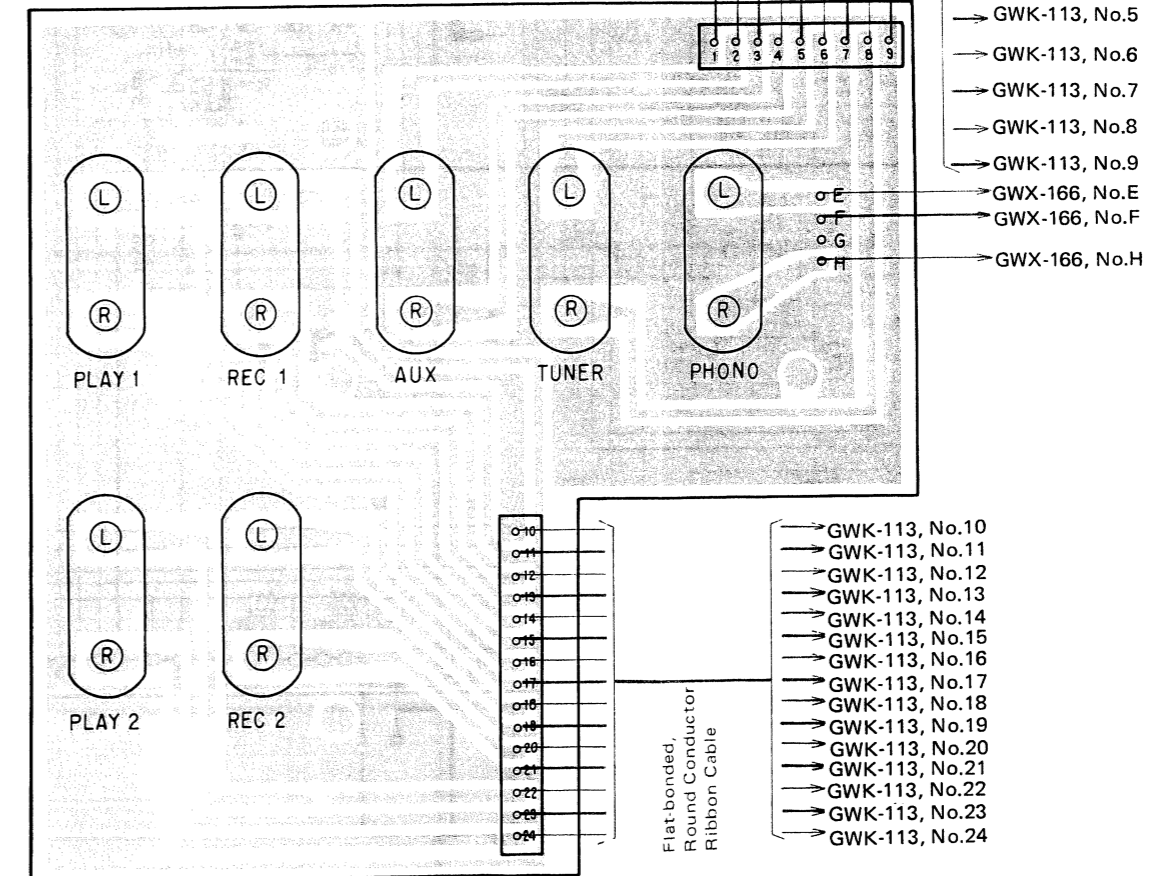 1 2 3 4 5 6 7 8 9
GWK-113, No.5
GWK-113, No.6
GWK-113, No.7
GWK-113, No.8
GWK-113, No.9
GWX-166, No.E
GWX-166, No.F
GWX-166, No.H
E
F
G
H
L
R
PLAY 1
L
R
REC 1
L
R
AUX
L
R
TUNER
L
R
PHONO
L
R
PLAY 2
L
R
REC 2
10
11
12
13
14
15
16
17
18
19
20
21
22
23
24
Flat-bonded,
Round Conductor
Ribbon Cable
GWK-113, No.10
GWK-113, No.11
GWK-113, No.12
GWK-113, No.13
GWK-113, No.14
GWK-113, No.15
GWK-113, No.16
GWK-113, No.17
GWK-113, No.18
GWK-113, No.19
GWK-113, No.20
GWK-113, No.21
GWK-113, No.22
GWK-113, No.23
GWK-113, No.24